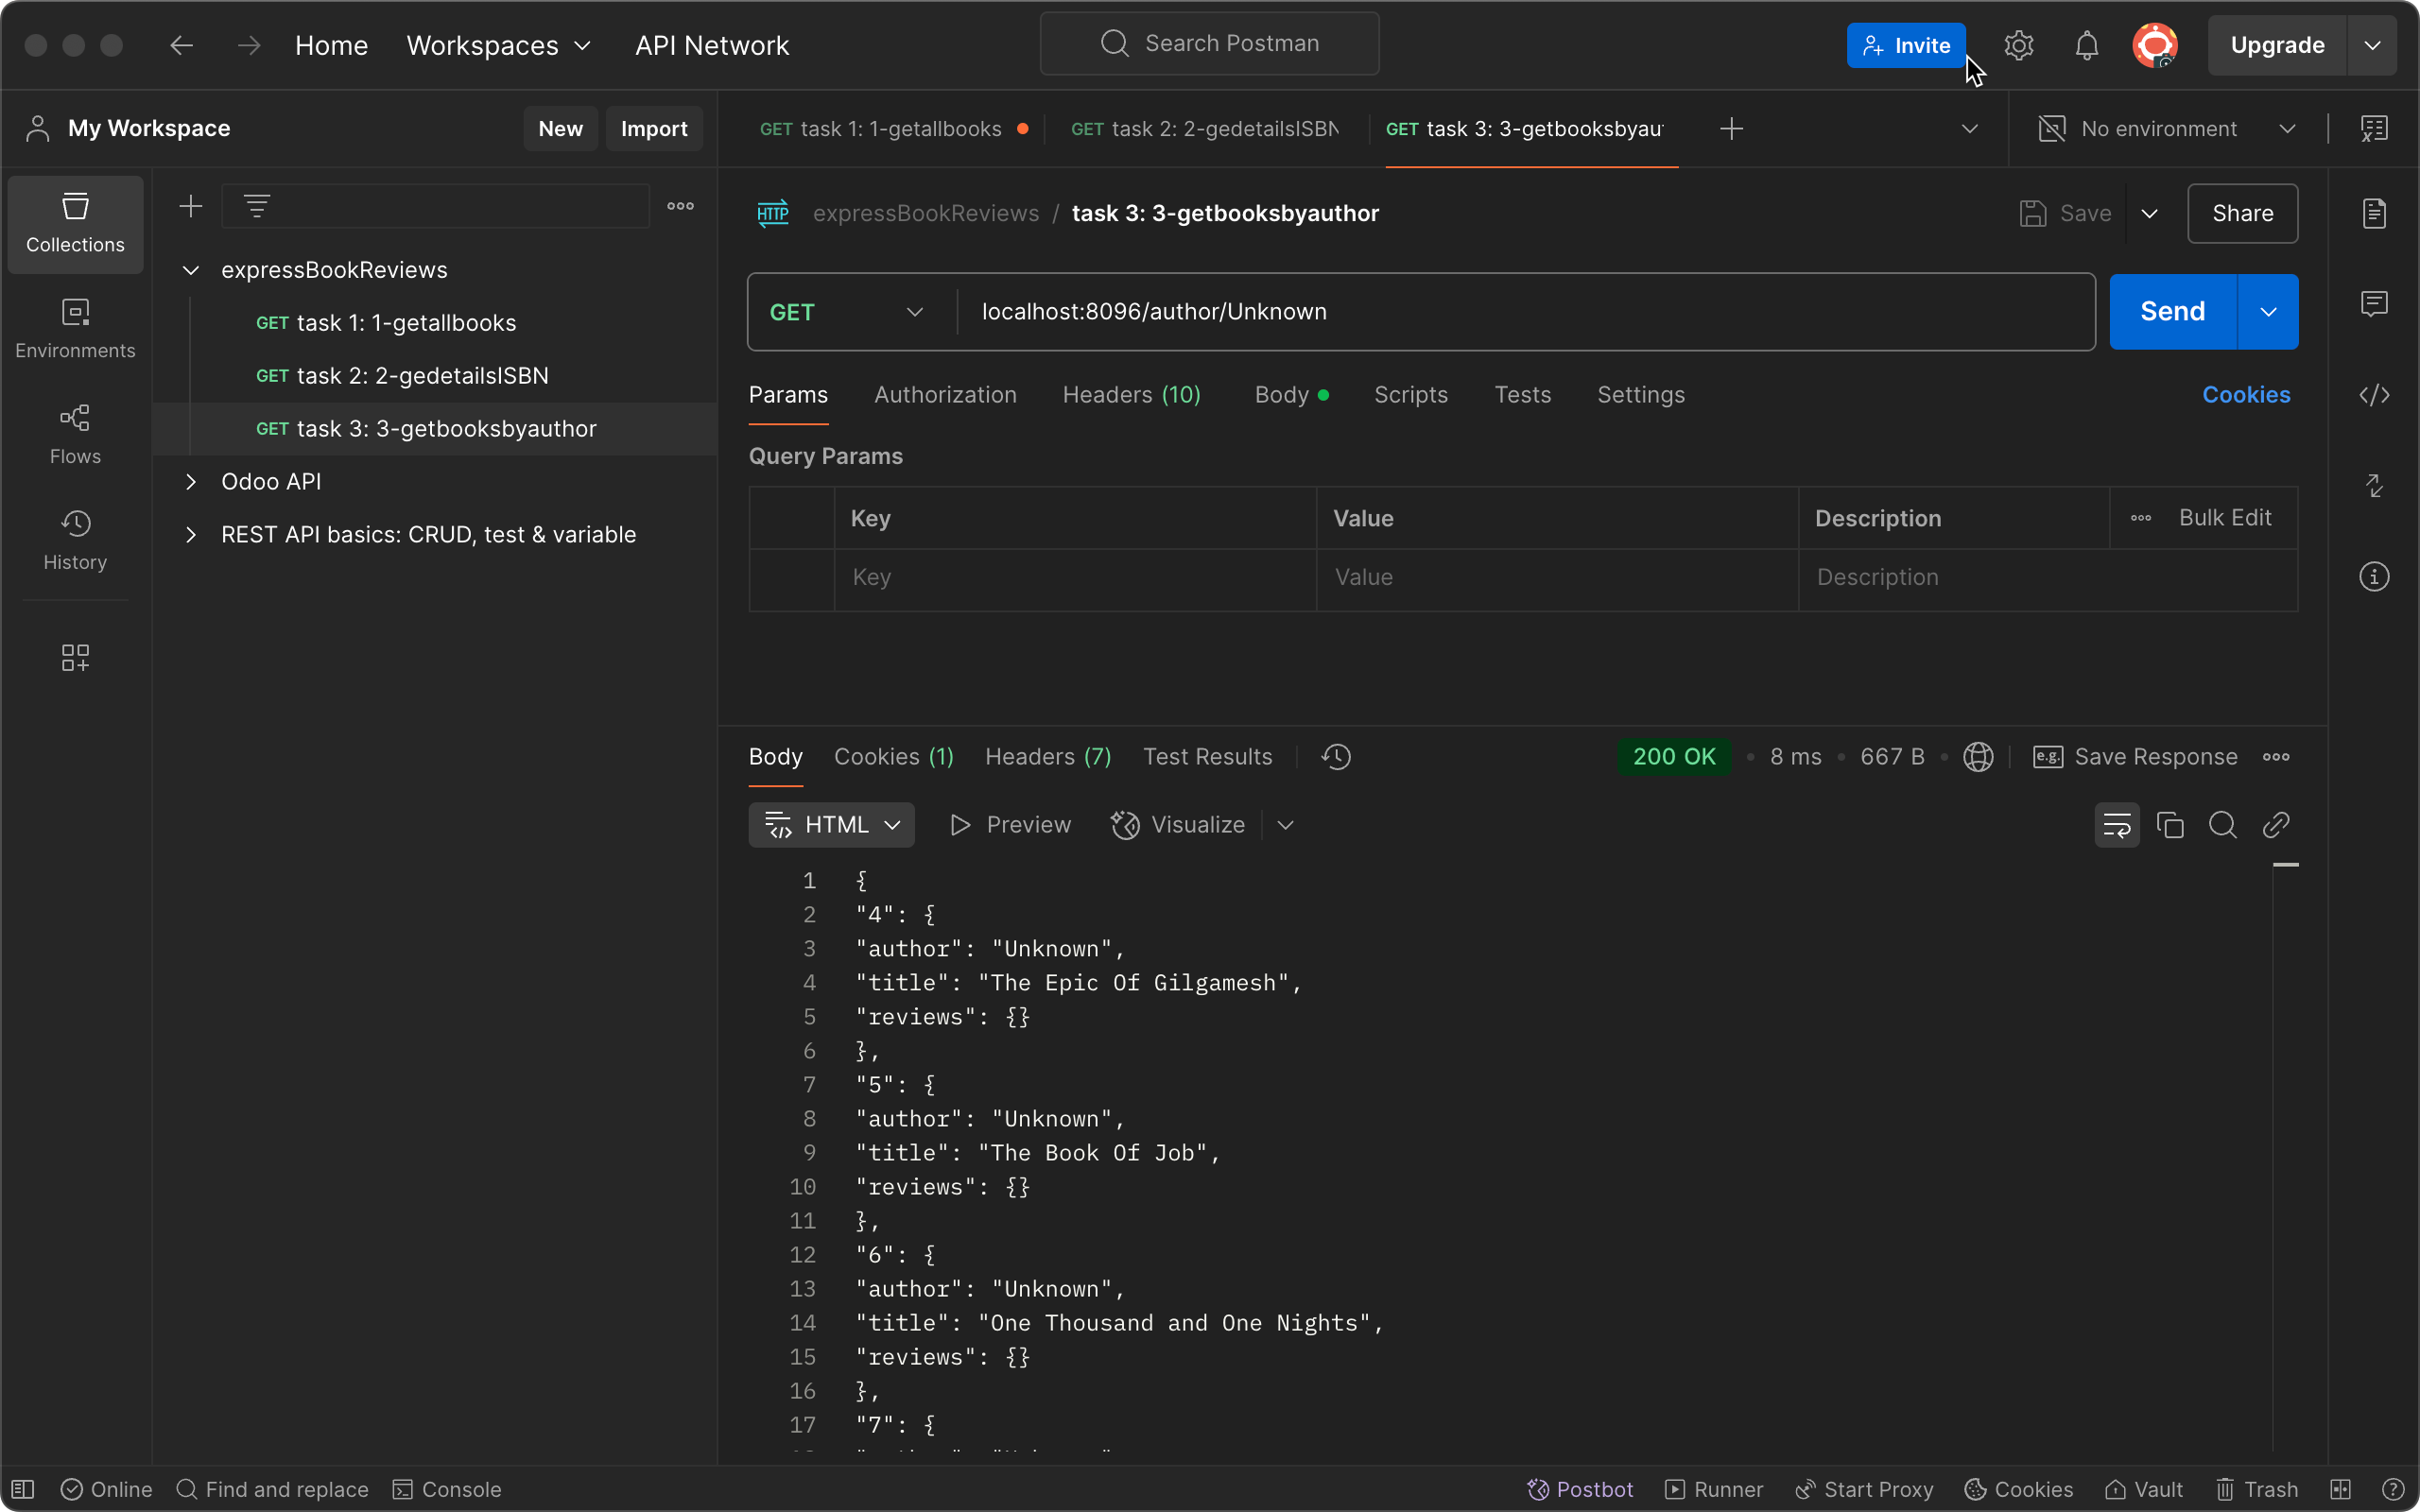 Home Workspaces API Network Search Postman Invite Upgrade
My Workspace New Import GET task 1: 1-getallbooks GET task 2: 2-gedetailsISBN GET task 3: 3-getbooksbyau No environment
Collections
Environments
Flows
History
expressBookReviews
GET task 1: 1-getallbooks
GET task 2: 2-gedetailsISBN
GET task 3: 3-getbooksbyauthor
Odoo API
REST API basics: CRUD, test & variable
HTTP expressBookReviews / task 3: 3-getbooksbyauthor Save Share
GET localhost:8096/author/Unknown Send
Params Authorization Headers (10) Body Scripts Tests Settings Cookies
Query Params
Key Value Description Bulk Edit
Key Value Description
Body Cookies (1) Headers (7) Test Results 200 OK 8 ms 667 B e.g. Save Response
HTML Preview Visualize
1 {
2 "4": {
3 "author": "Unknown",
4 "title": "The Epic Of Gilgamesh",
5 "reviews": {}
6 },
7 "5": {
8 "author": "Unknown",
9 "title": "The Book Of Job",
10 "reviews": {}
11 },
12 "6": {
13 "author": "Unknown",
14 "title": "One Thousand and One Nights",
15 "reviews": {}
16 },
17 "7": {
Online Find and replace Console Postbot Runner Start Proxy Cookies Vault Trash